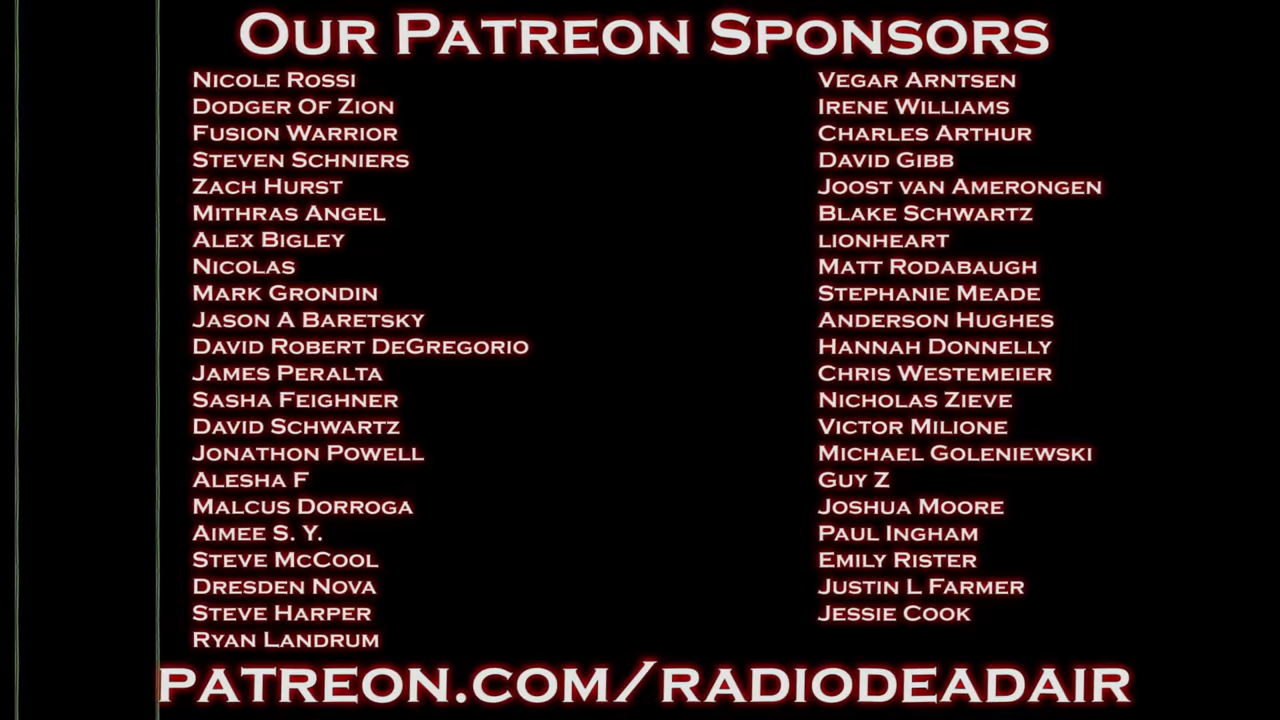 Our Patreon Sponsors
Nicole Rossi
Dodger Of Zion
Fusion Warrior
Steven Schniers
Zach Hurst
Mithras Angel
Alex Bigley
Nicolas
Mark Grondin
Jason A Baretsky
David Robert DeGregorio
James Peralta
Sasha Feighner
David Schwartz
Jonathon Powell
Alesha F
Malcus Dorroga
Aimee S. Y.
Steve McCool
Dresden Nova
Steve Harper
Ryan Landrum
Vegar Arntsen
Irene Williams
Charles Arthur
David Gibb
Joost van Amerongen
Blake Schwartz
lionheart
Matt Rodabaugh
Stephanie Meade
Anderson Hughes
Hannah Donnelly
Chris Westemeier
Nicholas Zieve
Victor Milione
Michael Goleniewski
Guy Z
Joshua Moore
Paul Ingham
Emily Rister
Justin L Farmer
Jessie Cook
patreon.com/radiodeadair